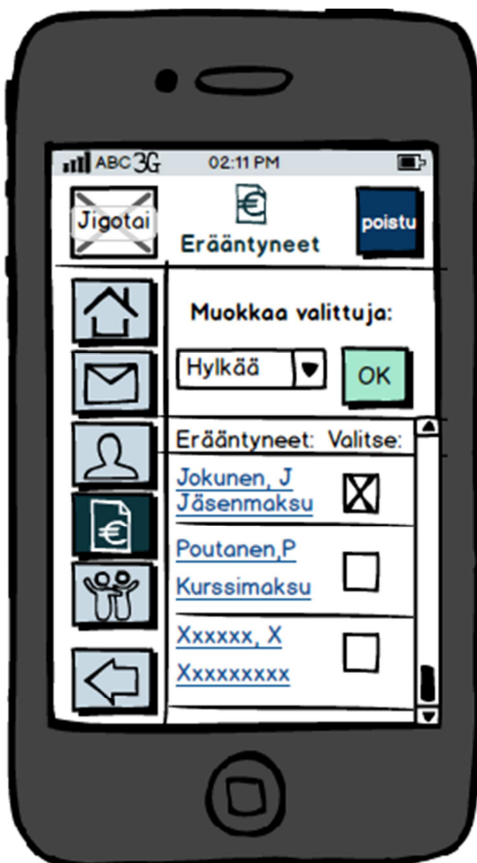 ABC 3G 02:11 PM
Jigotai
Erääntyneet
poistu
Muokkaa valittuja:
Hylkää
OK
Erääntyneet: Valitse:
Jokunen, J
Jäsenmaksu
Poutanen,P
Kurssimaksu
Xxxxxx, X
Xxxxxxxxx